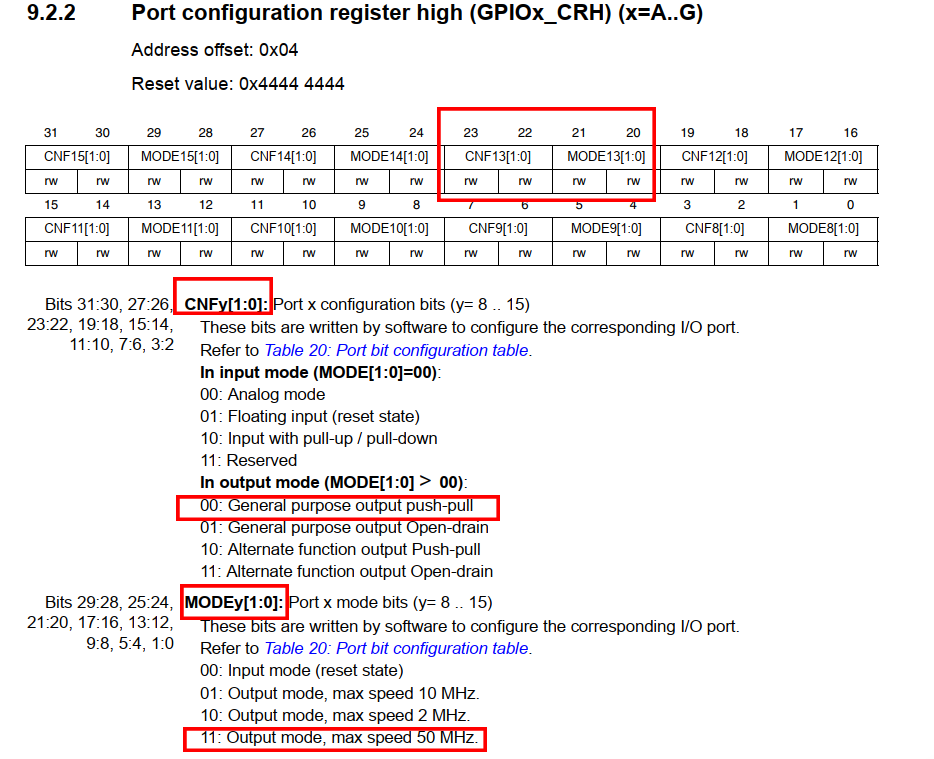 9.2.2 Port configuration register high (GPIOx_CRH) (x=A..G)
Address offset: 0x04
Reset value: 0x4444 4444
31 30 29 28 27 26 25 24 23 22 21 20 19 18 17 16
CNF15[1:0] MODE15[1:0] CNF14[1:0] MODE14[1:0] CNF13[1:0] MODE13[1:0] CNF12[1:0] MODE12[1:0]
rw rw rw rw rw rw rw rw rw rw rw rw rw rw rw rw
15 14 13 12 11 10 9 8 7 6 5 4 3 2 1 0
CNF11[1:0] MODE11[1:0] CNF10[1:0] MODE10[1:0] CNF9[1:0] MODE9[1:0] CNF8[1:0] MODE8[1:0]
rw rw rw rw rw rw rw rw rw rw rw rw rw rw rw rw
Bits 31:30, 27:26, CNFy[1:0]: Port x configuration bits (y= 8 .. 15)
23:22, 19:18, 15:14, These bits are written by software to configure the corresponding I/O port.
11:10, 7:6, 3:2 Refer to Table 20: Port bit configuration table.
In input mode (MODE[1:0]=00):
00: Analog mode
01: Floating input (reset state)
10: Input with pull-up / pull-down
11: Reserved
In output mode (MODE[1:0] > 00):
00: General purpose output push-pull
01: General purpose output Open-drain
10: Alternate function output Push-pull
11: Alternate function output Open-drain
Bits 29:28, 25:24, MODEy[1:0]: Port x mode bits (y= 8 .. 15)
21:20, 17:16, 13:12, These bits are written by software to configure the corresponding I/O port.
9:8, 5:4, 1:0 Refer to Table 20: Port bit configuration table.
00: Input mode (reset state)
01: Output mode, max speed 10 MHz.
10: Output mode, max speed 2 MHz.
11: Output mode, max speed 50 MHz.